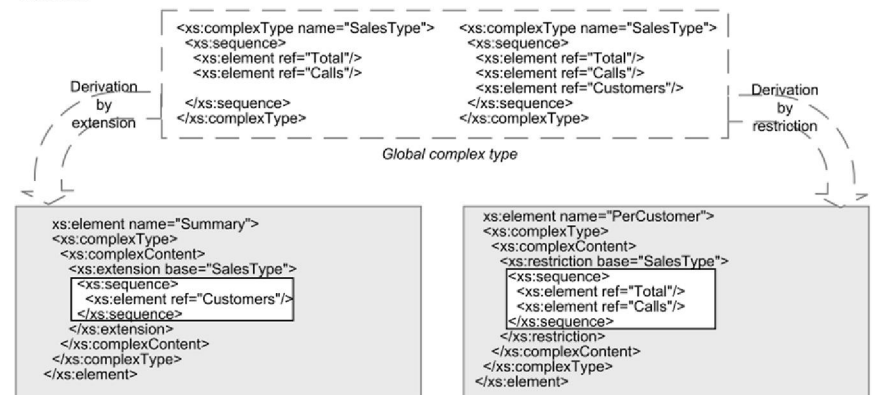 <xs:complexType name="SalesType">
<xs:sequence>
<xs:element ref="Total"/>
<xs:element ref="Calls"/>
</xs:sequence>
</xs:complexType>
<xs:complexType name="SalesType">
<xs:sequence>
<xs:element ref="Total"/>
<xs:element ref="Calls"/>
<xs:element ref="Customers"/>
</xs:sequence>
</xs:complexType>
Derivation
by
extension
Derivation
by
restriction
Global complex type
xs:element name="Summary">
<xs:complexType>
<xs:complexContent>
<xs:extension base="SalesType">
<xs:sequence>
<xs:element ref="Customers"/>
</xs:sequence>
</xs:extension>
</xs:complexContent>
</xs:complexType>
</xs:element>
xs:element name="PerCustomer">
<xs:complexType>
<xs:complexContent>
<xs:restriction base="SalesType">
<xs:sequence>
<xs:element ref="Total"/>
<xs:element ref="Calls"/>
</xs:sequence>
</xs:restriction>
</xs:complexContent>
</xs:complexType>
</xs:element>